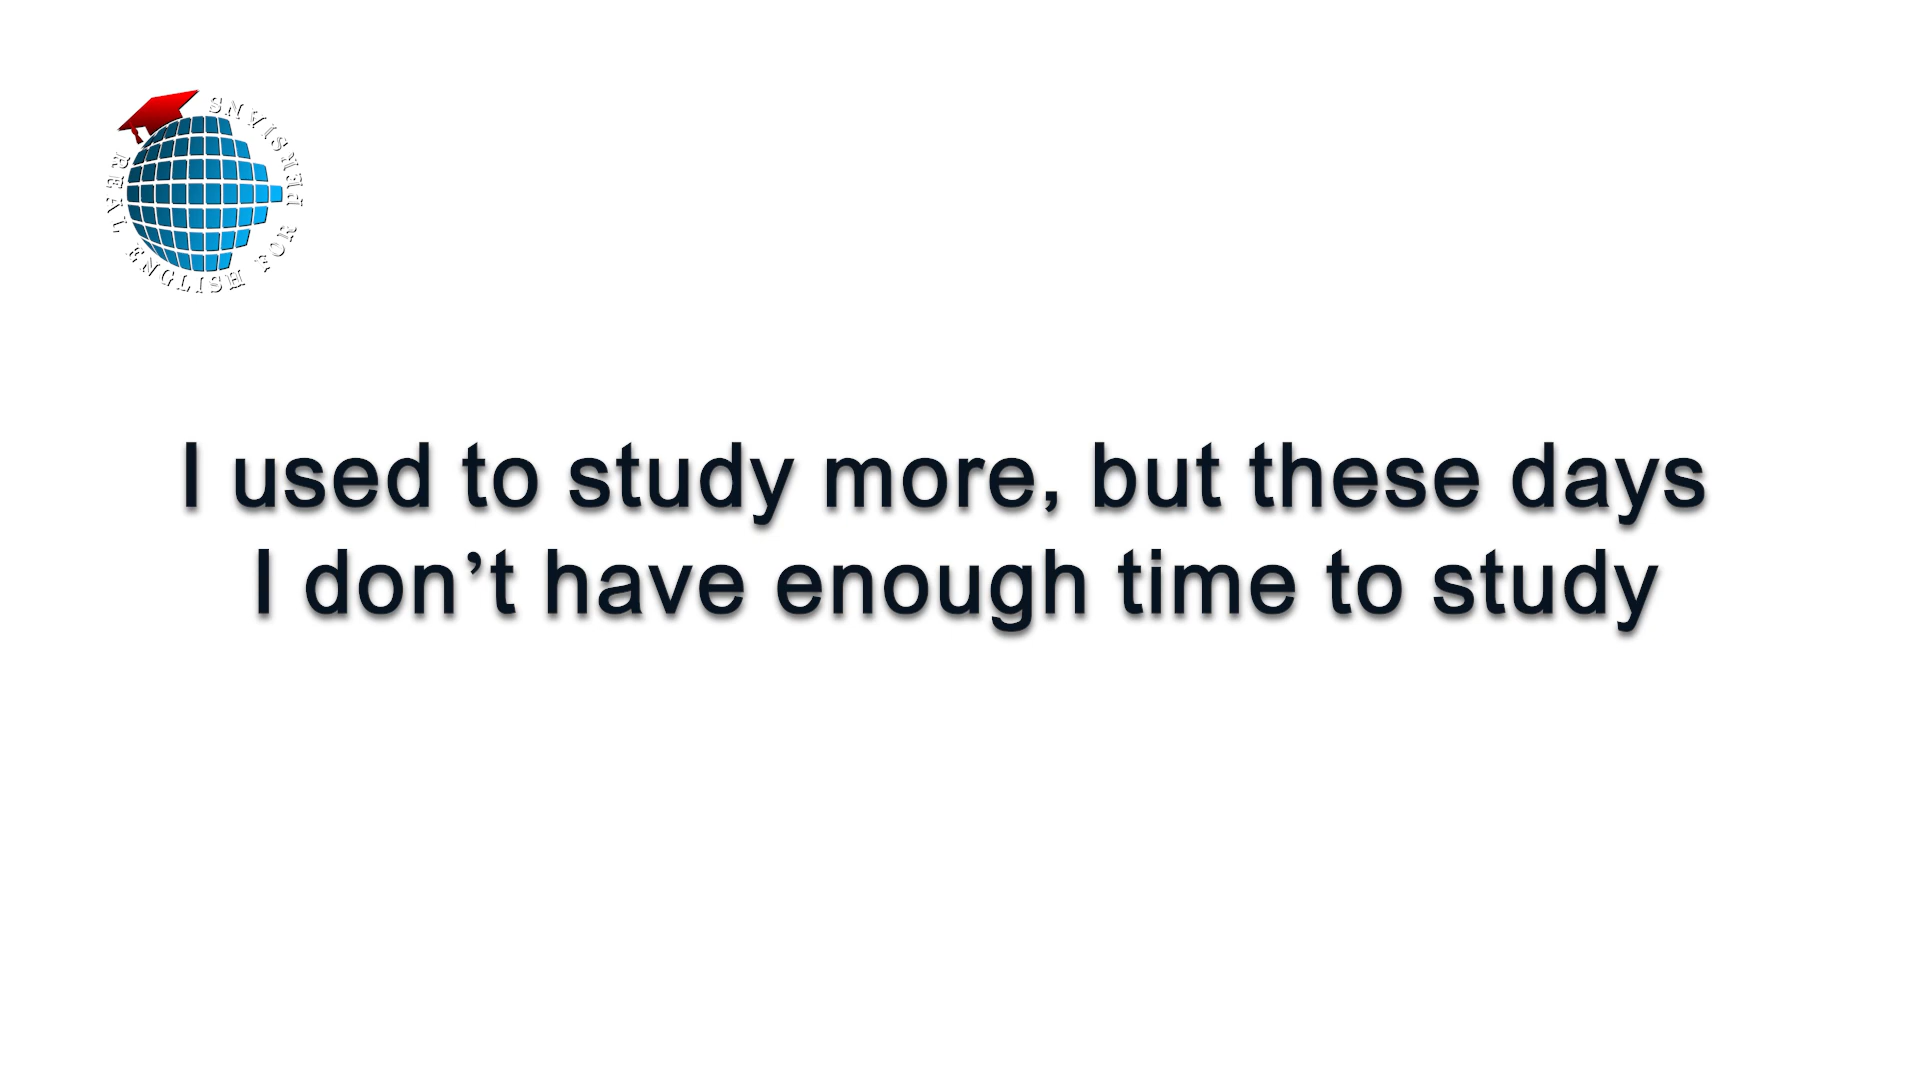 REAL ENGLISH FOR PERSIANS
I used to study more, but these days
I don’t have enough time to study